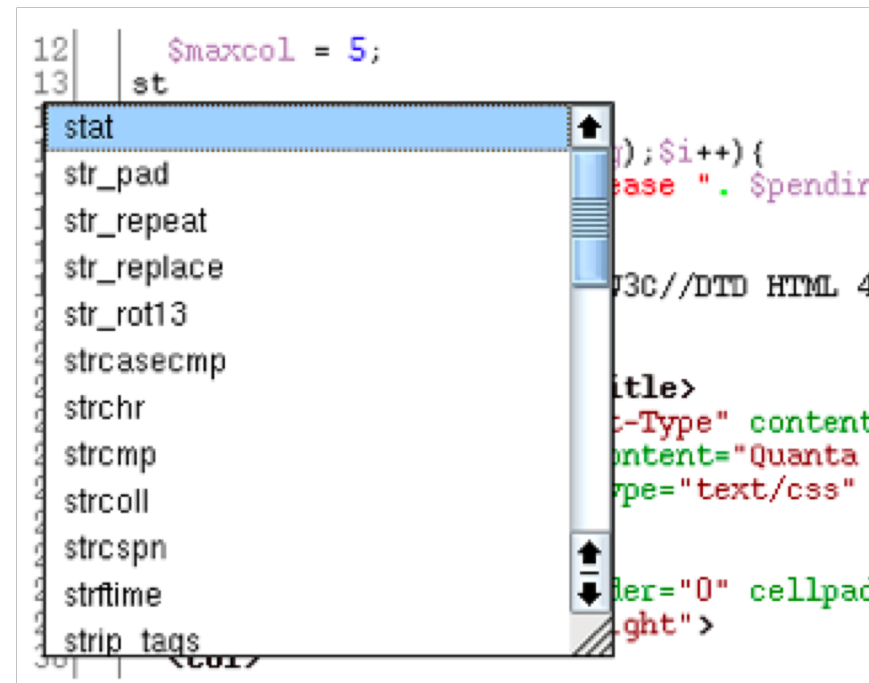 12 $maxcol = 5;
13 st
stat
str_pad
str_repeat
str_replace
str_rot13
strcasecmp
strchr
strcmp
strcoll
strcspn
strftime
strip_tags
);$i++){
ease ". $pendin
W3C//DTD HTML 4
itle>
t-Type" content
ontent="Quanta
ype="text/css"
der="0" cellpad
ght">